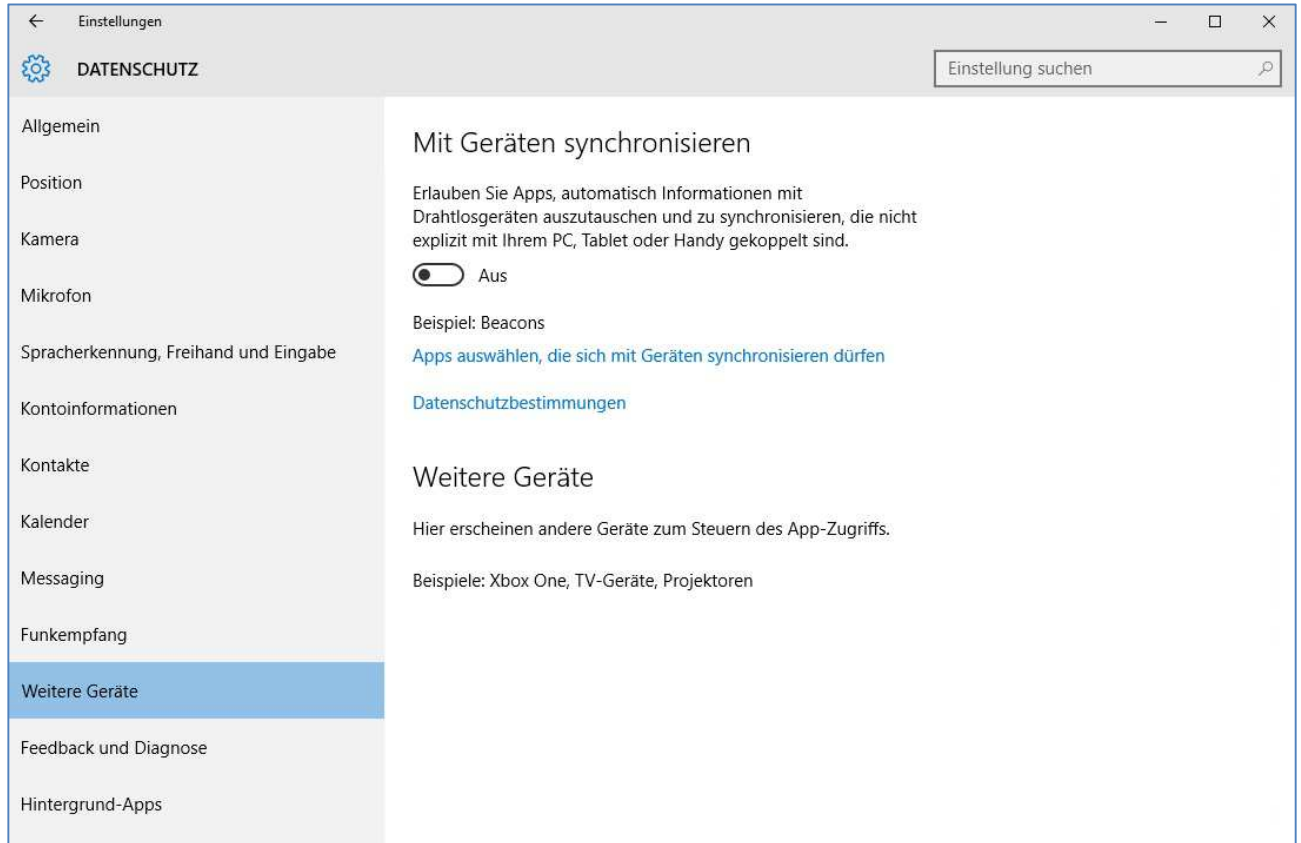 Einstellungen
DATENSCHUTZ
Einstellung suchen
Allgemein
Position
Kamera
Mikrofon
Spracherkennung, Freihand und Eingabe
Kontoinformationen
Kontakte
Kalender
Messaging
Funkempfang
Weitere Geräte
Feedback und Diagnose
Hintergrund-Apps
Mit Geräten synchronisieren
Erlauben Sie Apps, automatisch Informationen mit
Drahtlosgeräten auszutauschen und zu synchronisieren, die nicht
explizit mit Ihrem PC, Tablet oder Handy gekoppelt sind.
Aus
Beispiel: Beacons
Apps auswählen, die sich mit Geräten synchronisieren dürfen
Datenschutzbestimmungen
Weitere Geräte
Hier erscheinen andere Geräte zum Steuern des App-Zugriffs.
Beispiele: Xbox One, TV-Geräte, Projektoren